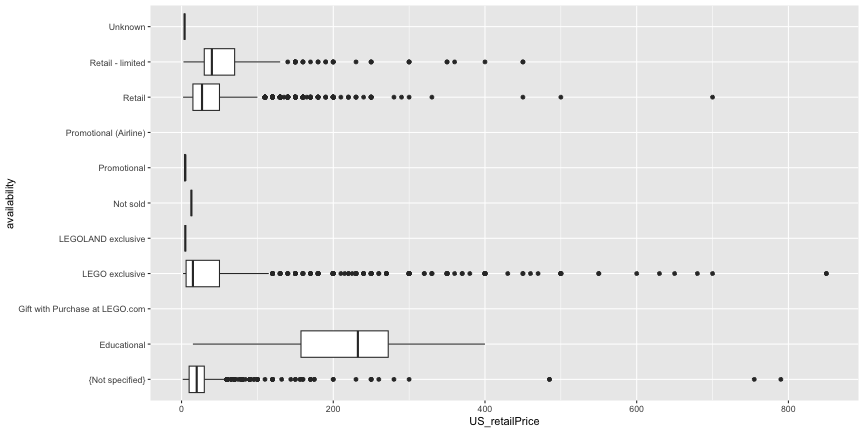 Unknown
Retail - limited
Retail
Promotional (Airline)
Promotional
Not sold
LEGOLAND exclusive
LEGO exclusive
Gift with Purchase at LEGO.com
Educational
{Not specified}
availability
0 200 400 600 800
US_retailPrice